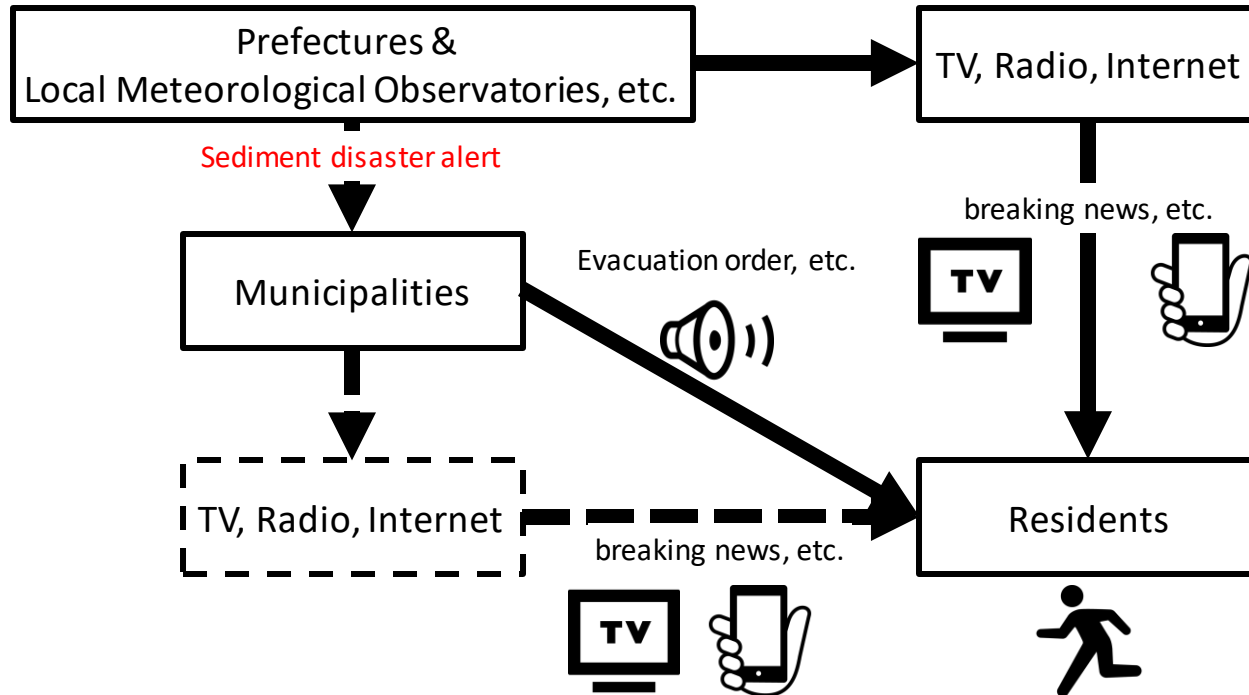 Prefectures &
Local Meteorological Observatories, etc.
TV, Radio, Internet
Sediment disaster alert
breaking news, etc.
TV
Municipalities
Evacuation order, etc.
TV, Radio, Internet
breaking news, etc.
TV
Residents